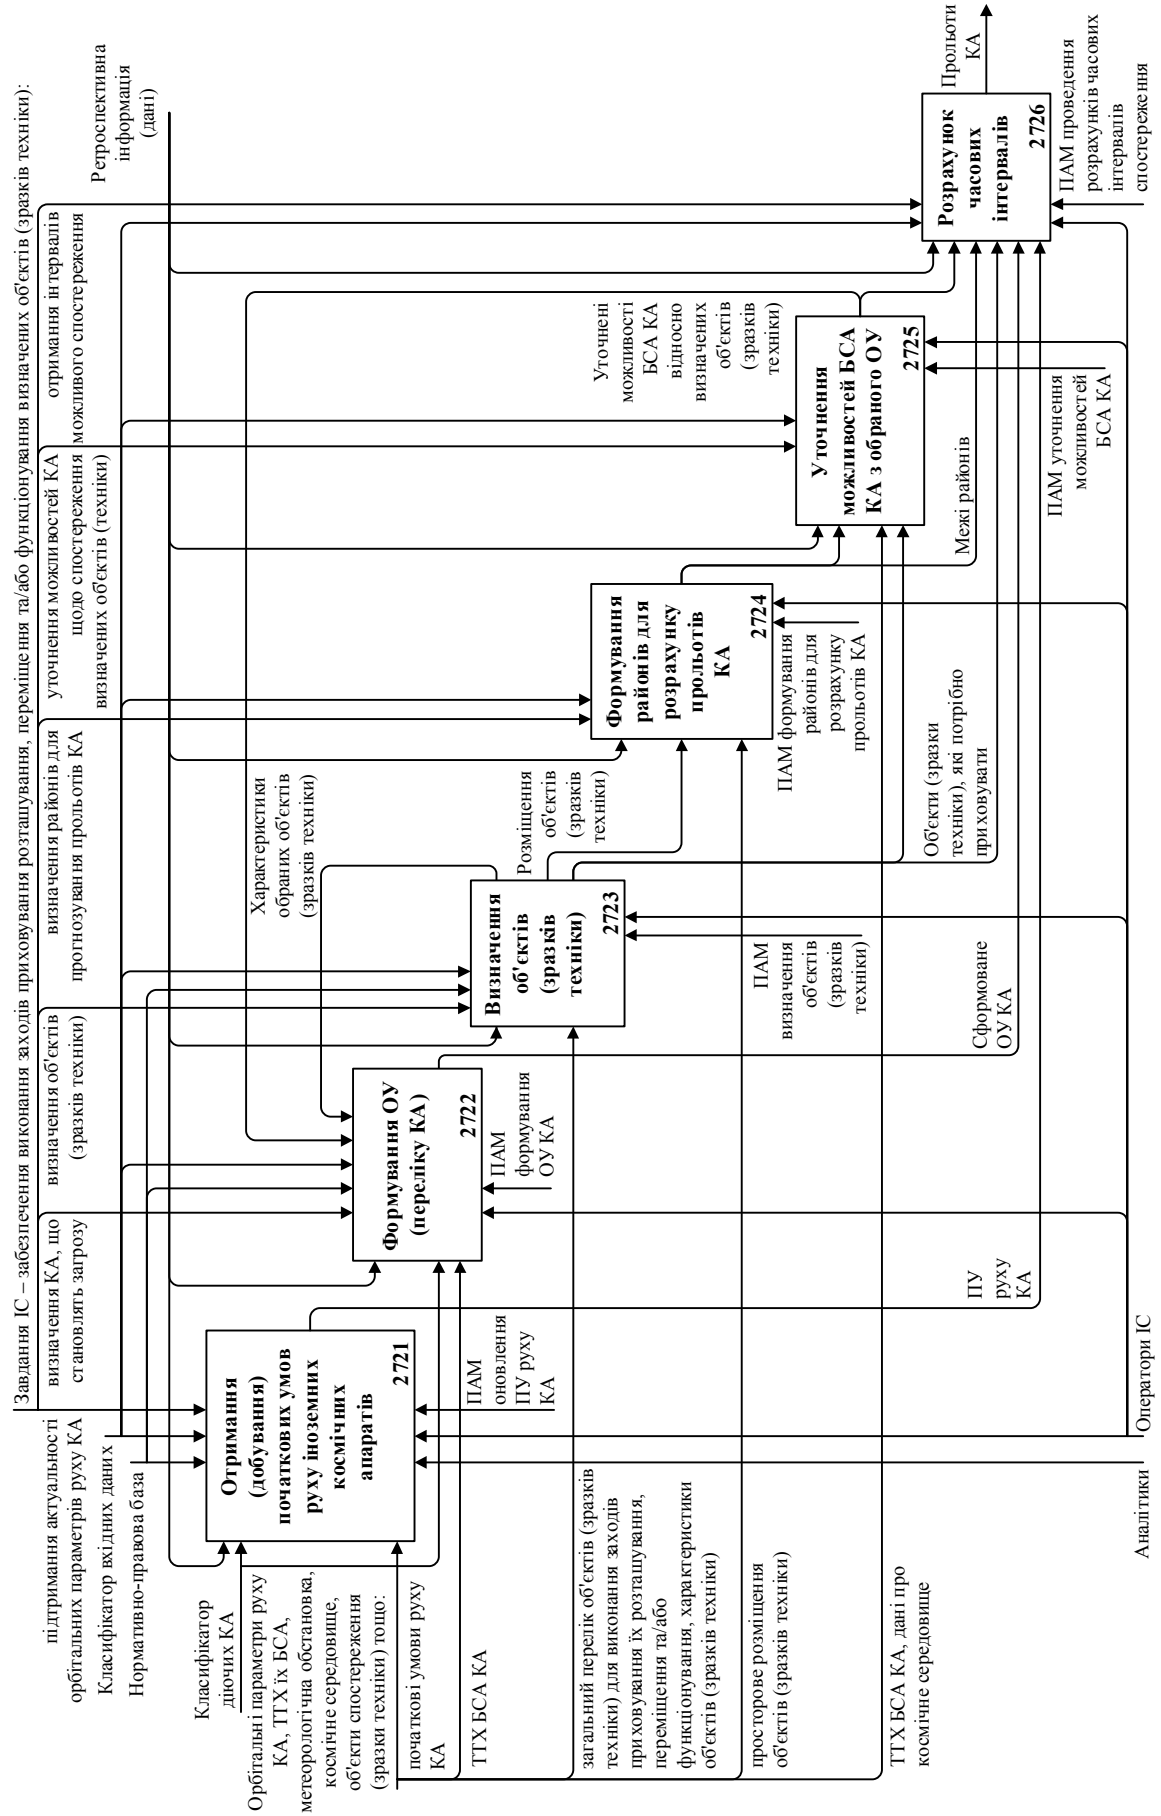 Завдання ІС – забезпечення виконання заходів приховування розташування, переміщення та/або функціонування визначених об'єктів (зразків техніки):
підтримання актуальності
орбітальних параметрів руху КА
Класифікатор вхідних даних
Нормативно-правова база
визначення КА, що
становлять загрозу
визначення об'єктів
(зразків техніки)
визначення районів для
прогнозування прольотів КА
уточнення можливостей КА
щодо спостереження
визначених об'єктів (техніки)
отримання інтервалів
можливого спостереження
Ретроспективна
інформація
(дані)
Класифікатор
діючих КА
Орбітальні параметри руху
КА, ТТХ їх БСА,
метеорологічна обстановка,
космічне середовище,
об'єкти спостереження
(зразки техніки) тощо:
початкові умови руху
КА
ТТХ БСА КА
загальний перелік об'єктів (зразків
техніки) для виконання заходів
приховування їх розташування,
переміщення та/або
функціонування, характеристики
об'єктів (зразків техніки)
просторове розміщення
об'єктів (зразків техніки)
ТТХ БСА КА, дані про
космічне середовище
Отримання
(добування)
початкових умов
руху іноземних
космічних
апаратів
2721
ПАМ
оновлення
ПУ руху
КА
Формування ОУ
(переліку КА)
2722
ПАМ
формування
ОУ КА
Характеристики
обраних об'єктів
(зразків техніки)
Визначення
об'єктів
(зразків
техніки)
2723
ПАМ
визначення
об'єктів
(зразків
техніки)
Розміщення
об'єктів
(зразків
техніки)
Формування
районів для
розрахунку
прольотів
КА
2724
ПАМ формування
районів для
розрахунку
прольотів КА
Уточнені
можливості
БСА КА
відносно
визначених
об'єктів
(зразків
техніки)
Уточнення
можливостей БСА
КА з обраного ОУ
2725
ПАМ уточнення
можливостей
БСА КА
Розрахунок
часових
інтервалів
2726
Прольоти
КА
ПАМ проведення
розрахунків часових
інтервалів
спостереження
Межі районів
Об'єкти (зразки
техніки), які потрібно
приховувати
Сформоване
ОУ КА
ПУ
руху
КА
Аналітики
Оператори ІС